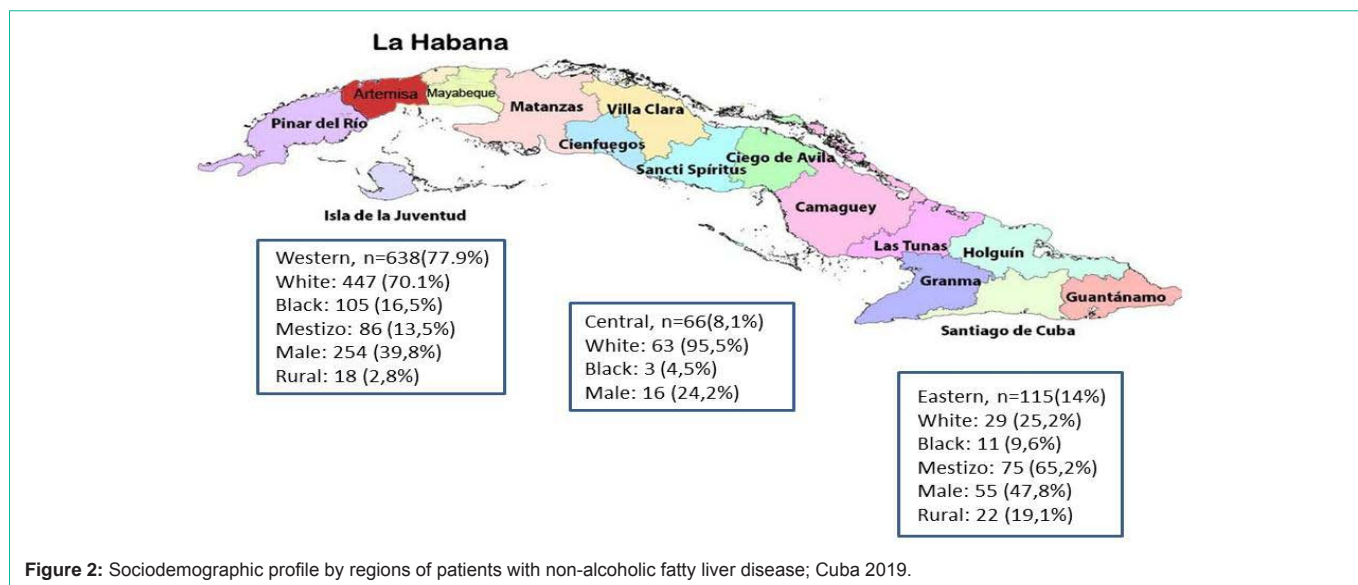 La Habana
Artemisa
Mayabeque
Pinar del Río
Matanzas
Villa Clara
Cienfuegos
Sancti Spíritus
Ciego de Avila
Isla de la Juventud
Camaguey
Las Tunas
Holguín
Granma
Guantánamo
Santiago de Cuba
Western, n=638(77.9%)
White: 447 (70.1%)
Black: 105 (16,5%)
Mestizo: 86 (13,5%)
Male: 254 (39,8%)
Rural: 18 (2,8%)
Central, n=66(8,1%)
White: 63 (95,5%)
Black: 3 (4,5%)
Male: 16 (24,2%)
Eastern, n=115(14%)
White: 29 (25,2%)
Black: 11 (9,6%)
Mestizo: 75 (65,2%)
Male: 55 (47,8%)
Rural: 22 (19,1%)
Figure 2: Sociodemographic profile by regions of patients with non-alcoholic fatty liver disease; Cuba 2019.